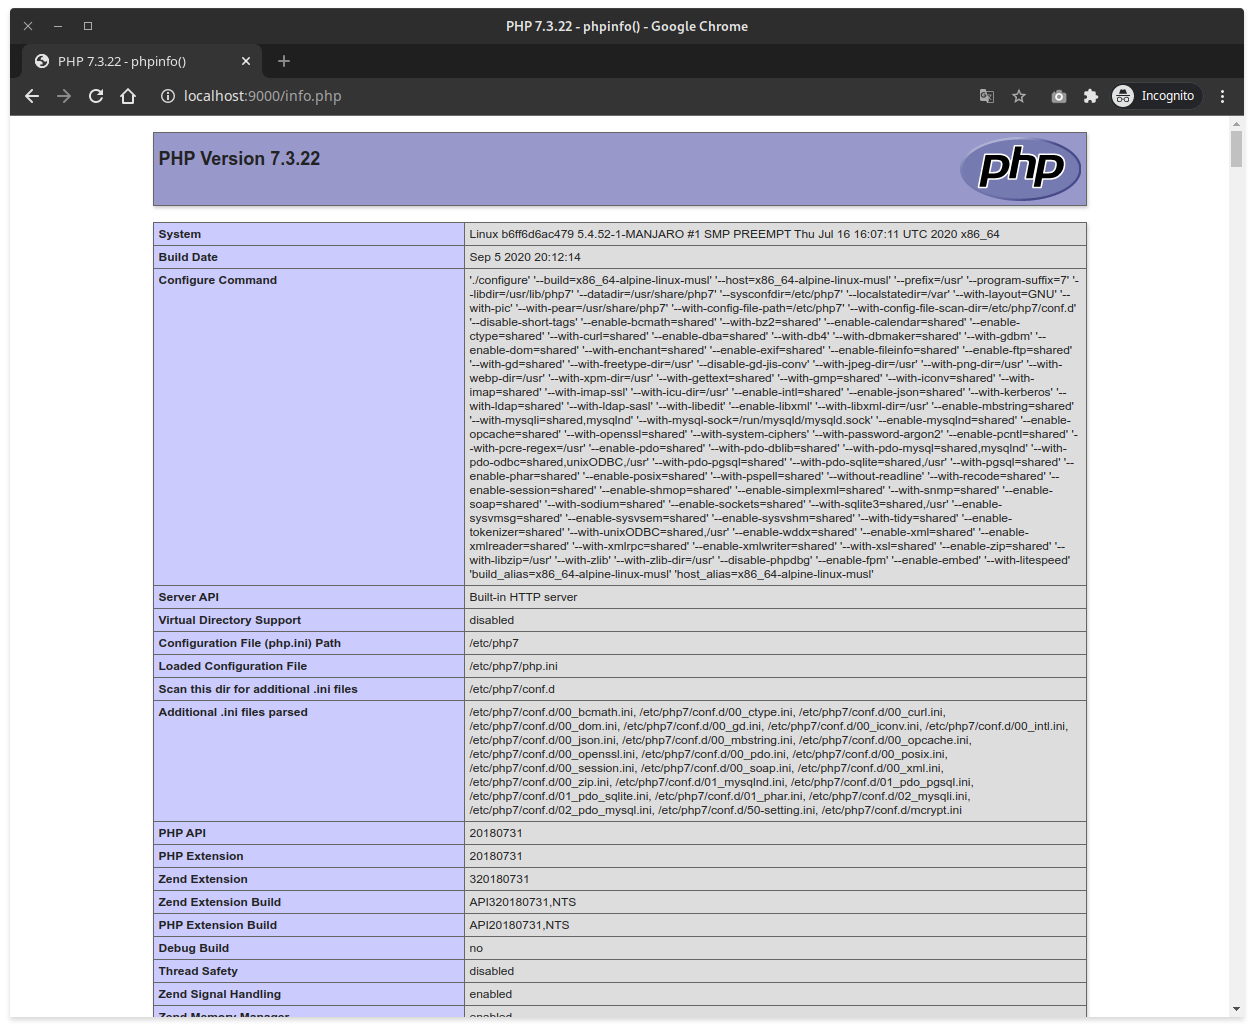 PHP 7.3.22 - phpinfo() - Google Chrome
PHP 7.3.22 - phpinfo()
localhost:9000/info.php
Incognito
PHP Version 7.3.22
php
System Linux b6ff6d6ac479 5.4.52-1-MANJARO #1 SMP PREEMPT Thu Jul 16 16:07:11 UTC 2020 x86_64
Build Date Sep 5 2020 20:12:14
Configure Command './configure' '--build=x86_64-alpine-linux-musl' '--host=x86_64-alpine-linux-musl' '--prefix=/usr' '--program-suffix=7' '-
-libdir=/usr/lib/php7' '--datadir=/usr/share/php7' '--sysconfdir=/etc/php7' '--localstatedir=/var' '--with-layout=GNU' '--
with-pic' '--with-pear=/usr/share/php7' '--with-config-file-path=/etc/php7' '--with-config-file-scan-dir=/etc/php7/conf.d'
'--disable-short-tags' '--enable-bcmath=shared' '--with-bz2=shared' '--enable-calendar=shared' '--enable-
ctype=shared' '--with-curl=shared' '--enable-dba=shared' '--with-db4' '--with-dbmaker=shared' '--with-gdbm' '--
enable-dom=shared' '--with-enchant=shared' '--enable-exif=shared' '--enable-fileinfo=shared' '--enable-ftp=shared'
'--with-gd=shared' '--with-freetype-dir=/usr' '--disable-gd-jis-conv' '--with-jpeg-dir=/usr' '--with-png-dir=/usr' '--with-
webp-dir=/usr' '--with-xpm-dir=/usr' '--with-gettext=shared' '--with-gmp=shared' '--with-iconv=shared' '--with-
imap=shared' '--with-imap-ssl' '--with-icu-dir=/usr' '--enable-intl=shared' '--enable-json=shared' '--with-kerberos' '--
with-ldap=shared' '--with-ldap-sasl' '--with-libedit' '--enable-libxml' '--with-libxml-dir=/usr' '--enable-mbstring=shared'
'--with-mysqli=shared,mysqlnd' '--with-mysql-sock=/run/mysqld/mysqld.sock' '--enable-mysqlnd=shared' '--enable-
opcache=shared' '--with-openssl=shared' '--with-system-ciphers' '--with-password-argon2' '--enable-pcntl=shared' '-
-with-pcre-regex=/usr' '--enable-pdo=shared' '--with-pdo-dblib=shared' '--with-pdo-mysql=shared,mysqlnd' '--with-
pdo-odbc=shared,unixODBC,/usr' '--with-pdo-pgsql=shared' '--with-pdo-sqlite=shared,/usr' '--with-pgsql=shared' '--
enable-phar=shared' '--enable-posix=shared' '--with-pspell=shared' '--without-readline' '--with-recode=shared' '--
enable-session=shared' '--enable-shmop=shared' '--enable-simplexml=shared' '--with-snmp=shared' '--enable-
soap=shared' '--with-sodium=shared' '--enable-sockets=shared' '--with-sqlite3=shared,/usr' '--enable-
sysvmsg=shared' '--enable-sysvsem=shared' '--enable-sysvshm=shared' '--with-tidy=shared' '--enable-
tokenizer=shared' '--with-unixODBC=shared,/usr' '--enable-wddx=shared' '--enable-xml=shared' '--enable-
xmlreader=shared' '--with-xmlrpc=shared' '--enable-xmlwriter=shared' '--with-xsl=shared' '--enable-zip=shared' '--
with-libzip=/usr' '--with-zlib' '--with-zlib-dir=/usr' '--disable-phpdbg' '--enable-fpm' '--enable-embed' '--with-litespeed'
'build_alias=x86_64-alpine-linux-musl' 'host_alias=x86_64-alpine-linux-musl'
Server API Built-in HTTP server
Virtual Directory Support disabled
Configuration File (php.ini) Path /etc/php7
Loaded Configuration File /etc/php7/php.ini
Scan this dir for additional .ini files /etc/php7/conf.d
Additional .ini files parsed /etc/php7/conf.d/00_bcmath.ini, /etc/php7/conf.d/00_ctype.ini, /etc/php7/conf.d/00_curl.ini,
/etc/php7/conf.d/00_dom.ini, /etc/php7/conf.d/00_gd.ini, /etc/php7/conf.d/00_iconv.ini, /etc/php7/conf.d/00_intl.ini,
/etc/php7/conf.d/00_json.ini, /etc/php7/conf.d/00_mbstring.ini, /etc/php7/conf.d/00_opcache.ini,
/etc/php7/conf.d/00_openssl.ini, /etc/php7/conf.d/00_pdo.ini, /etc/php7/conf.d/00_posix.ini,
/etc/php7/conf.d/00_session.ini, /etc/php7/conf.d/00_soap.ini, /etc/php7/conf.d/00_xml.ini,
/etc/php7/conf.d/00_zip.ini, /etc/php7/conf.d/01_mysqlnd.ini, /etc/php7/conf.d/01_pdo_pgsql.ini,
/etc/php7/conf.d/01_pdo_sqlite.ini, /etc/php7/conf.d/01_phar.ini, /etc/php7/conf.d/02_mysqli.ini,
/etc/php7/conf.d/02_pdo_mysql.ini, /etc/php7/conf.d/50-setting.ini, /etc/php7/conf.d/mcrypt.ini
PHP API 20180731
PHP Extension 20180731
Zend Extension 320180731
Zend Extension Build API320180731,NTS
PHP Extension Build API20180731,NTS
Debug Build no
Thread Safety disabled
Zend Signal Handling enabled
Zend Memory Manager enabled